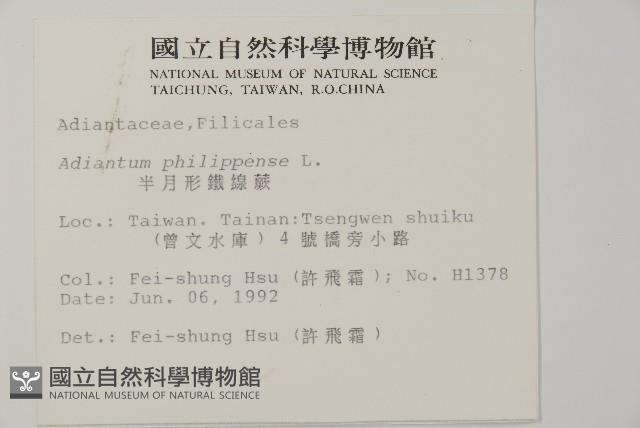 國立自然科學博物館
NATIONAL MUSEUM OF NATURAL SCIENCE
TAICHUNG, TAIWAN, R.O.CHINA
Adiantaceae,Filicales
Adiantum philippense L.
半月形鐵線蕨
Loc.: Taiwan. Tainan:Tsengwen shuiku
(曾文水庫) 4 號橋旁小路
Col.: Fei-shung Hsu (許飛霜); No. H1378
Date: Jun. 06, 1992
Det.: Fei-shung Hsu (許飛霜)
國立自然科學博物館
NATIONAL MUSEUM OF NATURAL SCIENCE